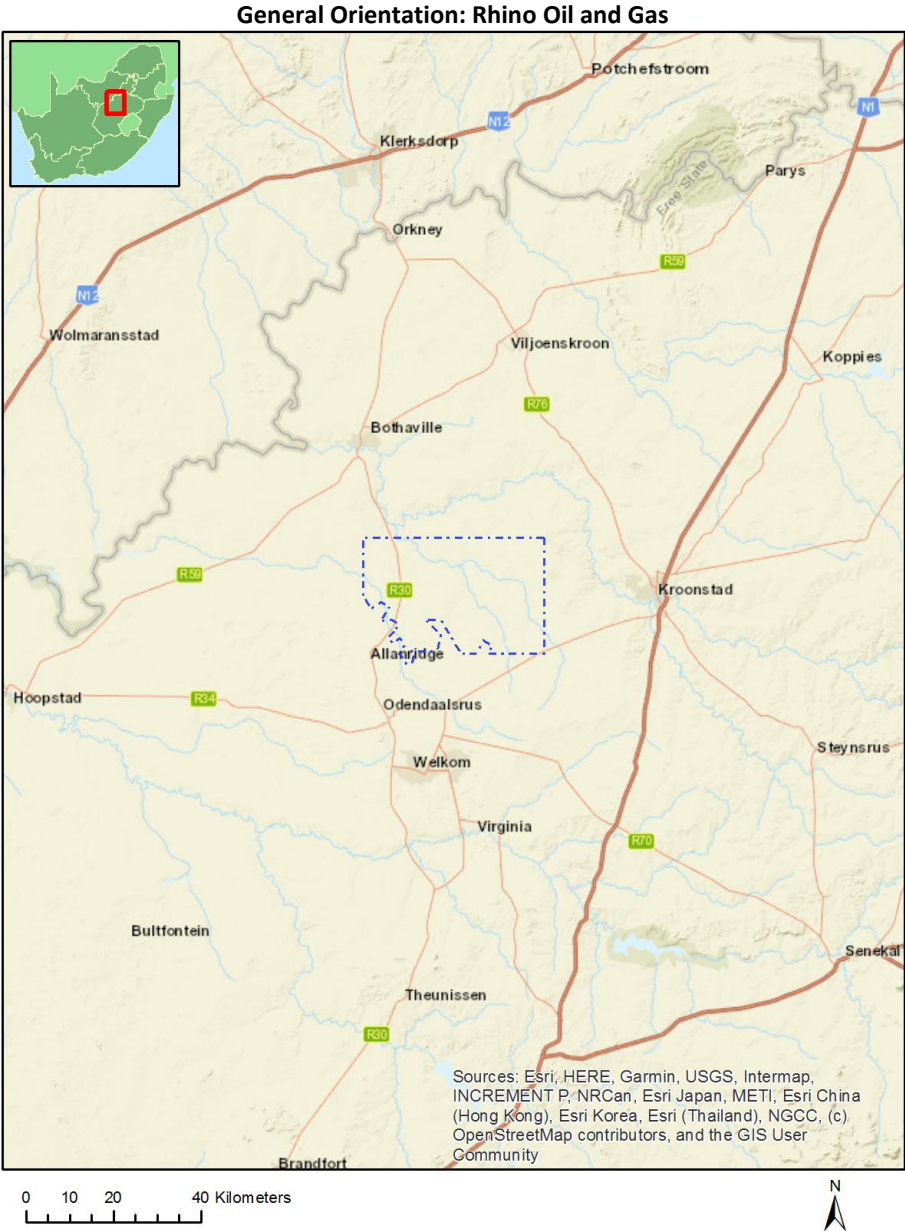 General Orientation: Rhino Oil and Gas
Potchefstroom
N1
N12
Klerksdorp
Parys
Free State
Orkney
R59
N12
Wolmaransstad
Viljoenskroon
Koppies
R76
Bothaville
R59
R30
Kroonstad
Allanridge
Hoopstad
R34
Odendaalsrus
Steynsrus
Welkom
Virginia
R70
Bultfontein
Senekal
Theunissen
R30
Sources: Esri, HERE, Garmin, USGS, Intermap,
INCREMENT P, NRCan, Esri Japan, METI, Esri China
(Hong Kong), Esri Korea, Esri (Thailand), NGCC, (c)
OpenStreetMap contributors, and the GIS User
Community
Brandfort
0 10 20 40 Kilometers
N